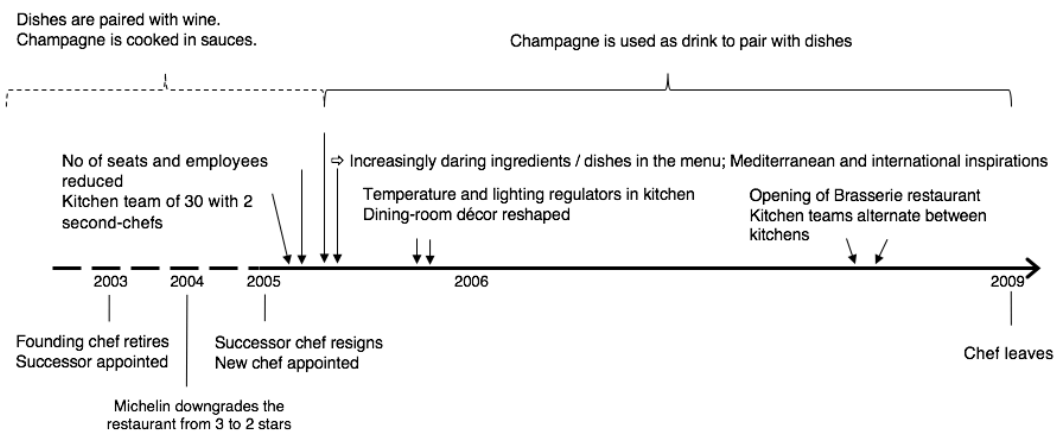 Dishes are paired with wine.
Champagne is cooked in sauces.
Champagne is used as drink to pair with dishes
No of seats and employees
reduced
Kitchen team of 30 with 2
second-chefs
⇨ Increasingly daring ingredients / dishes in the menu; Mediterranean and international inspirations
Temperature and lighting regulators in kitchen
Dining-room décor reshaped
Opening of Brasserie restaurant
Kitchen teams alternate between
kitchens
2003 2004 2005 2006 2009
Founding chef retires
Successor appointed
Successor chef resigns
New chef appointed
Chef leaves
Michelin downgrades the
restaurant from 3 to 2 stars